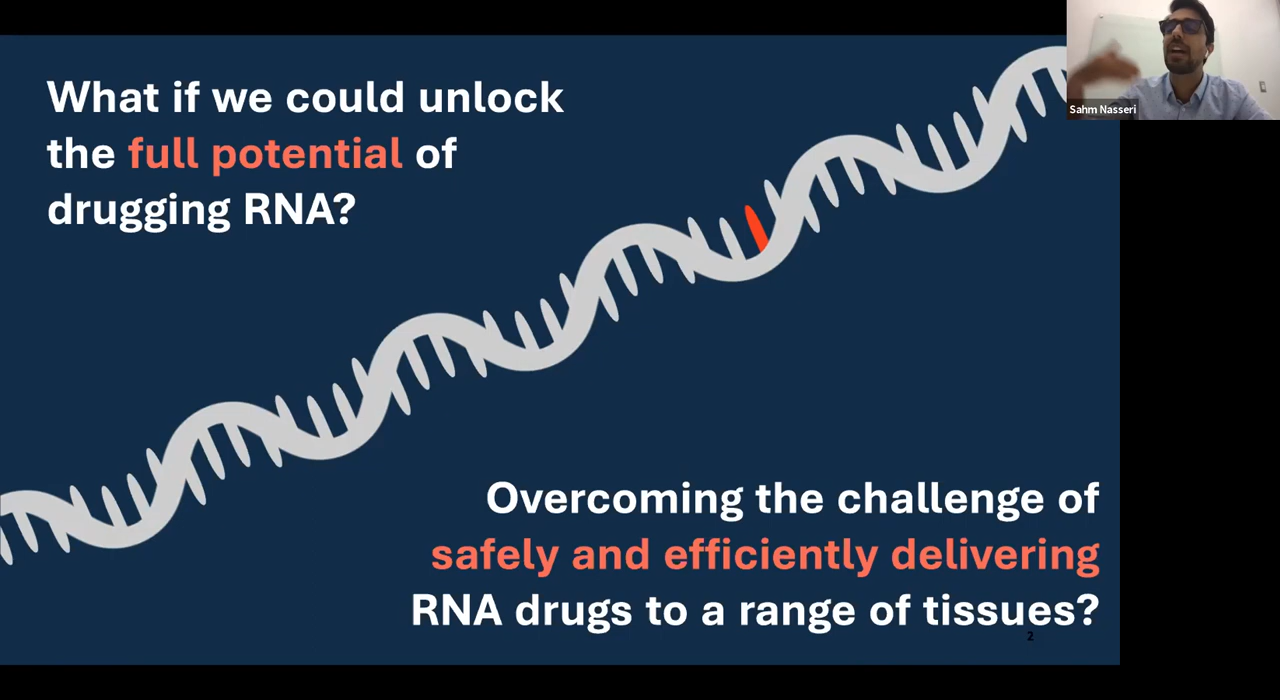 What if we could unlock
the full potential of
drugging RNA?
Sahm Nasseri
Overcoming the challenge of
safely and efficiently delivering
RNA drugs to a range of tissues?
2